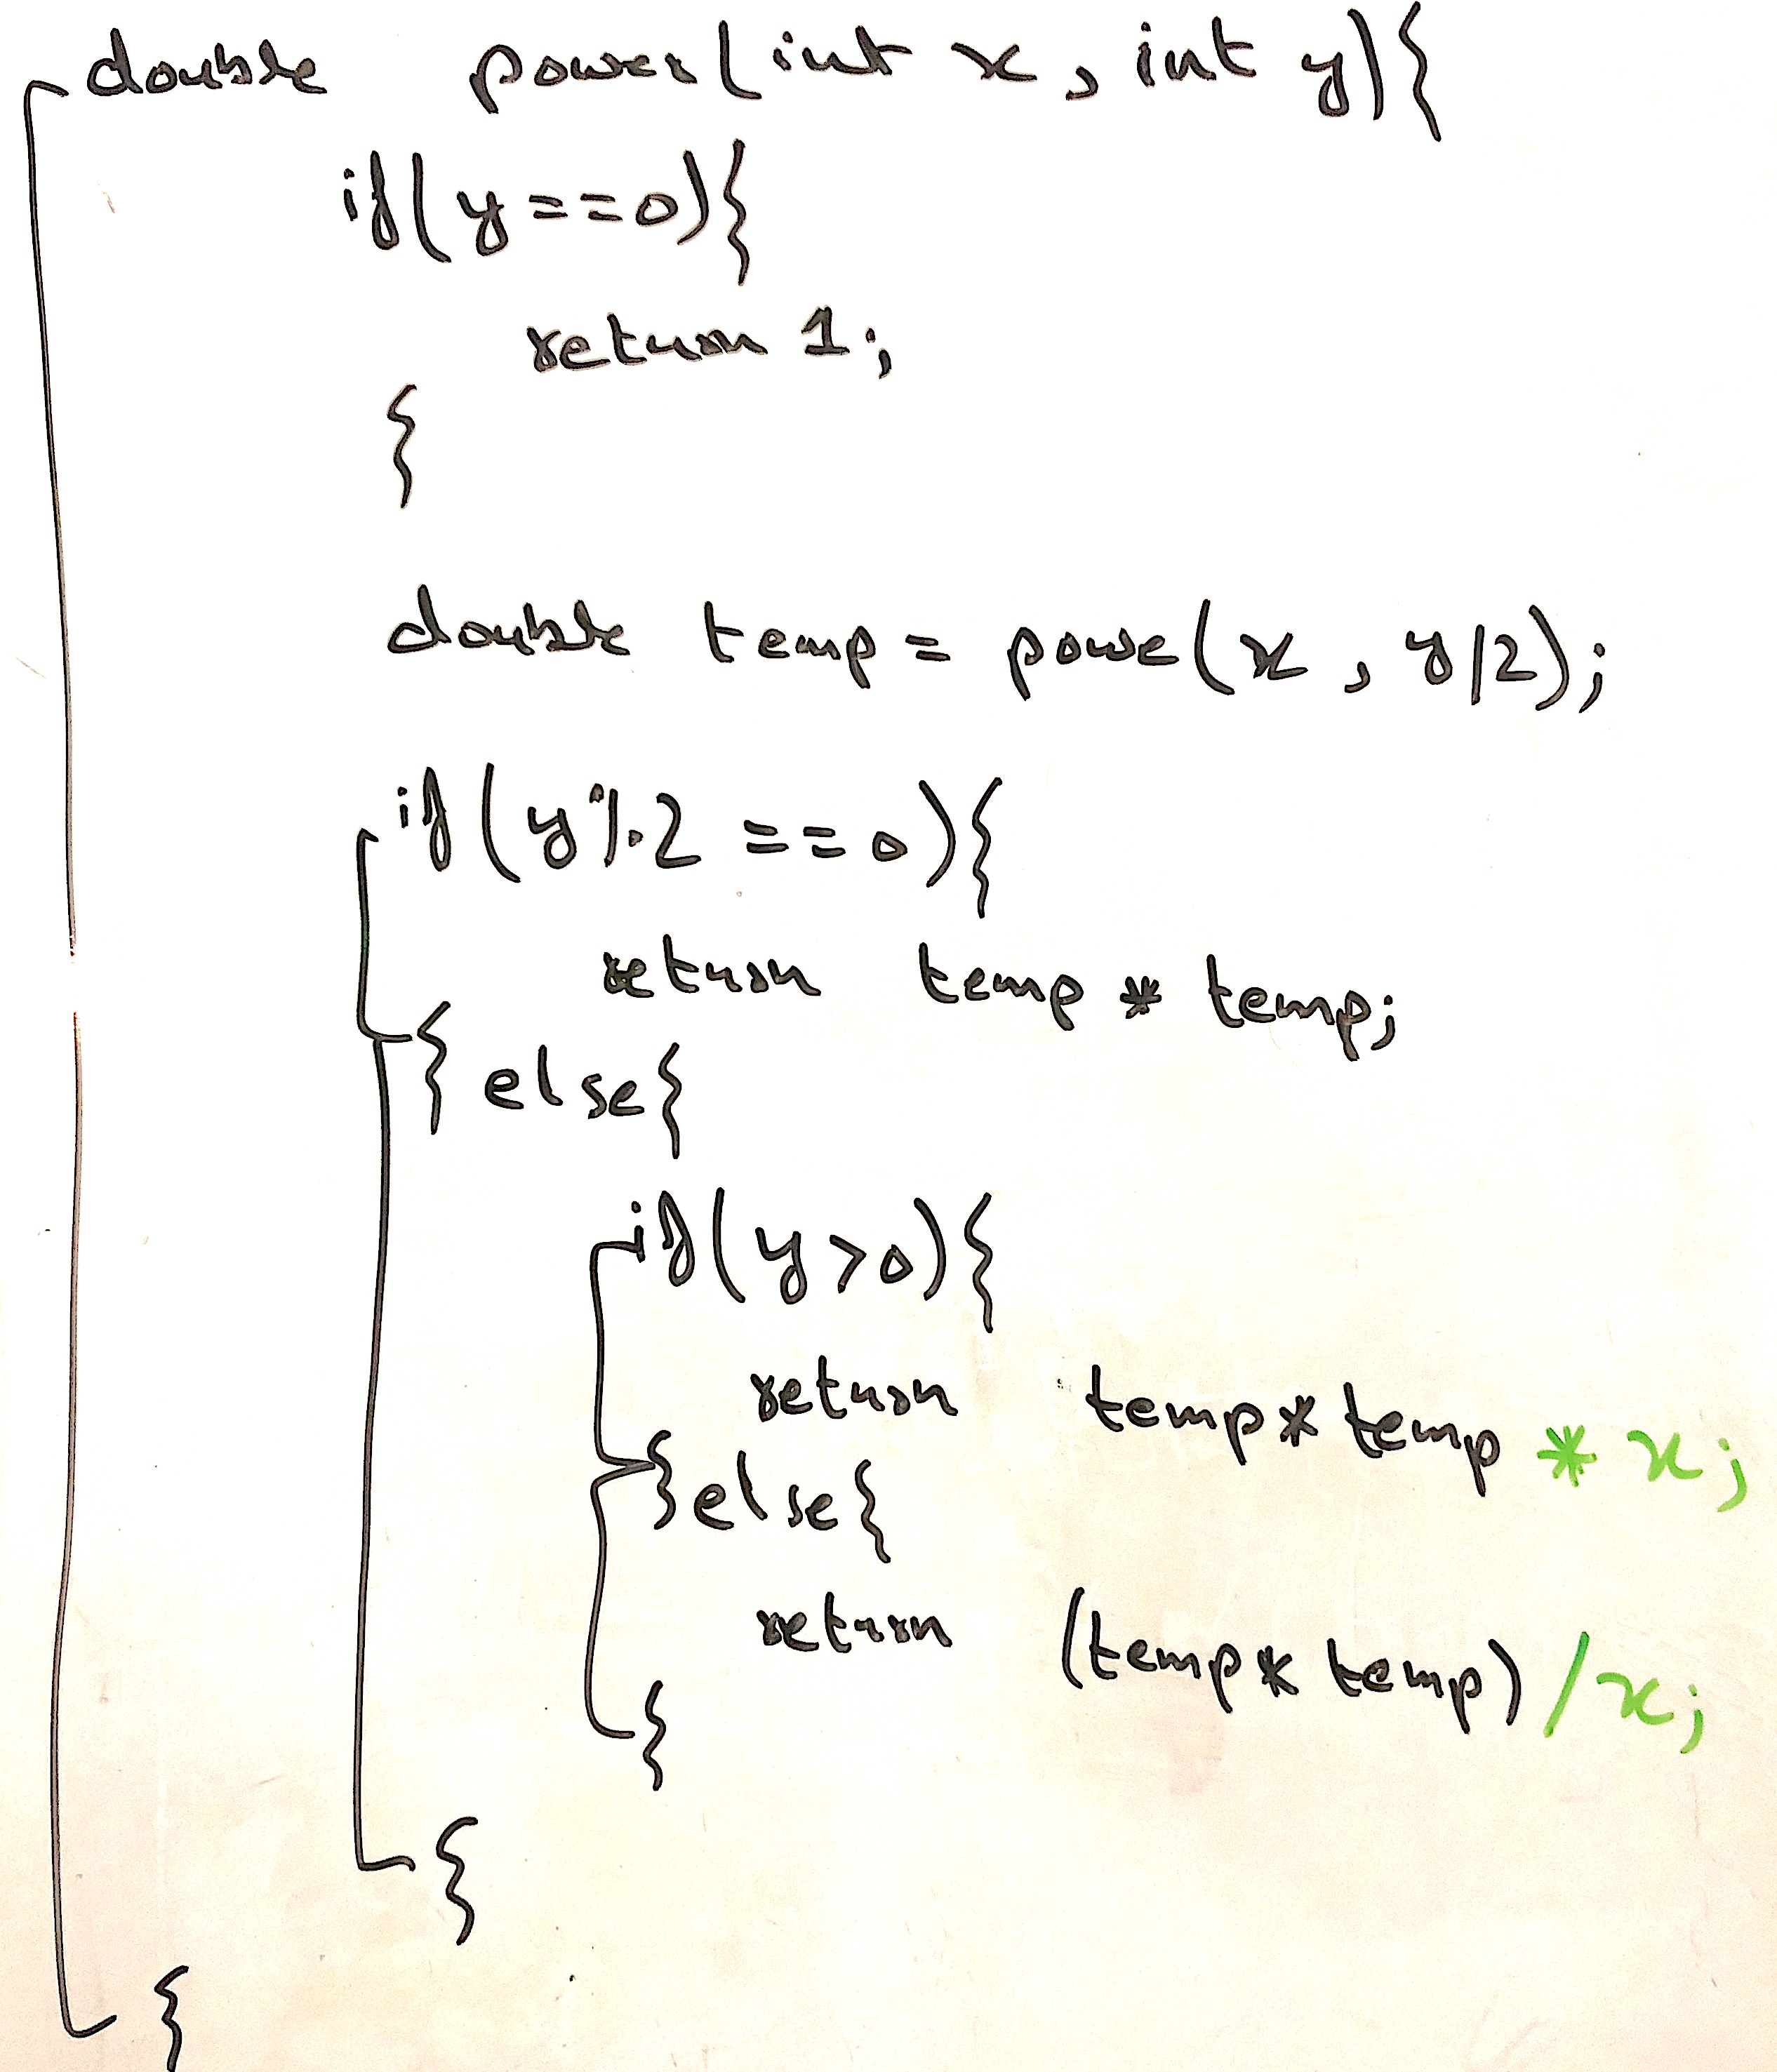 double power(int x, int y){
if(y==0){
return 1;
{
double temp = powe(x, y/2);
if(y%2 ==0){
return temp * temp;
{ else{
if(y>0){
return temp* temp * x;
}else{
return (temp* temp) /x;
{
{
{